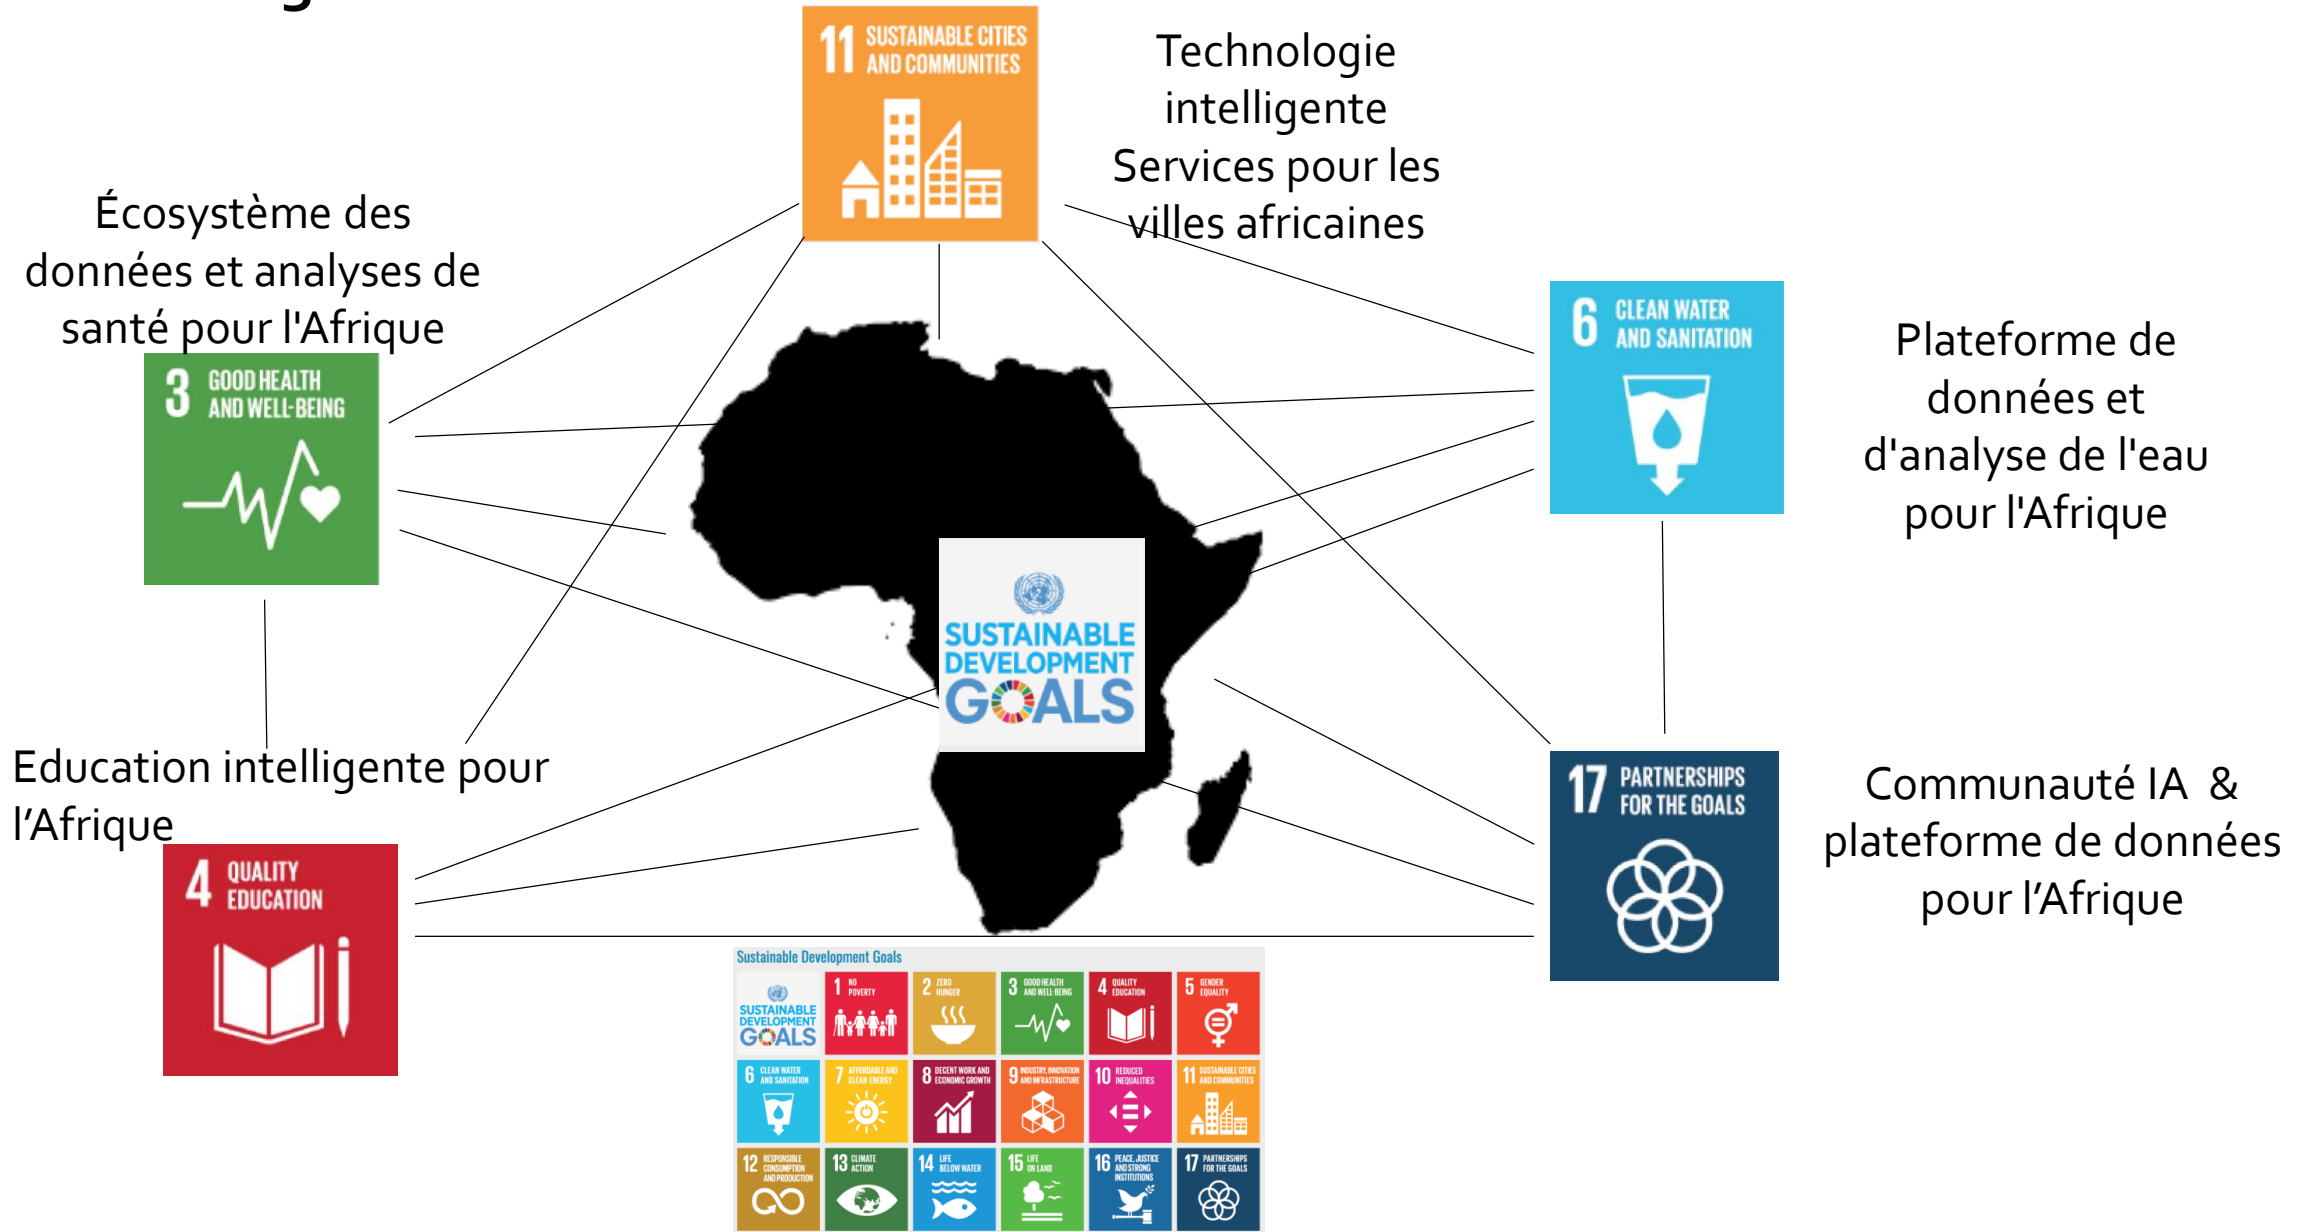 11 SUSTAINABLE CITIES
AND COMMUNITIES
Technologie
intelligente
Services pour les
villes africaines
Écosystème des
données et analyses de
santé pour l'Afrique
3 GOOD HEALTH
AND WELL-BEING
6 CLEAN WATER
AND SANITATION
Plateforme de
données et
d'analyse de l'eau
pour l'Afrique
SUSTAINABLE
DEVELOPMENT
GOALS
Education intelligente pour
l’Afrique
4 QUALITY
EDUCATION
17 PARTNERSHIPS
FOR THE GOALS
Communauté IA &
plateforme de données
pour l’Afrique
Sustainable Development Goals
SUSTAINABLE
DEVELOPMENT
GOALS
1 NO
POVERTY
2 ZERO
HUNGER
3 GOOD HEALTH
AND WELL-BEING
4 QUALITY
EDUCATION
5 GENDER
EQUALITY
6 CLEAN WATER
AND SANITATION
7 AFFORDABLE AND
CLEAN ENERGY
8 DECENT WORK AND
ECONOMIC GROWTH
9 INDUSTRY, INNOVATION
AND INFRASTRUCTURE
10 REDUCED
INEQUALITIES
11 SUSTAINABLE CITIES
AND COMMUNITIES
12 RESPONSIBLE
CONSUMPTION
AND PRODUCTION
13 CLIMATE
ACTION
14 LIFE
BELOW WATER
15 LIFE
ON LAND
16 PEACE, JUSTICE
AND STRONG
INSTITUTIONS
17 PARTNERSHIPS
FOR THE GOALS